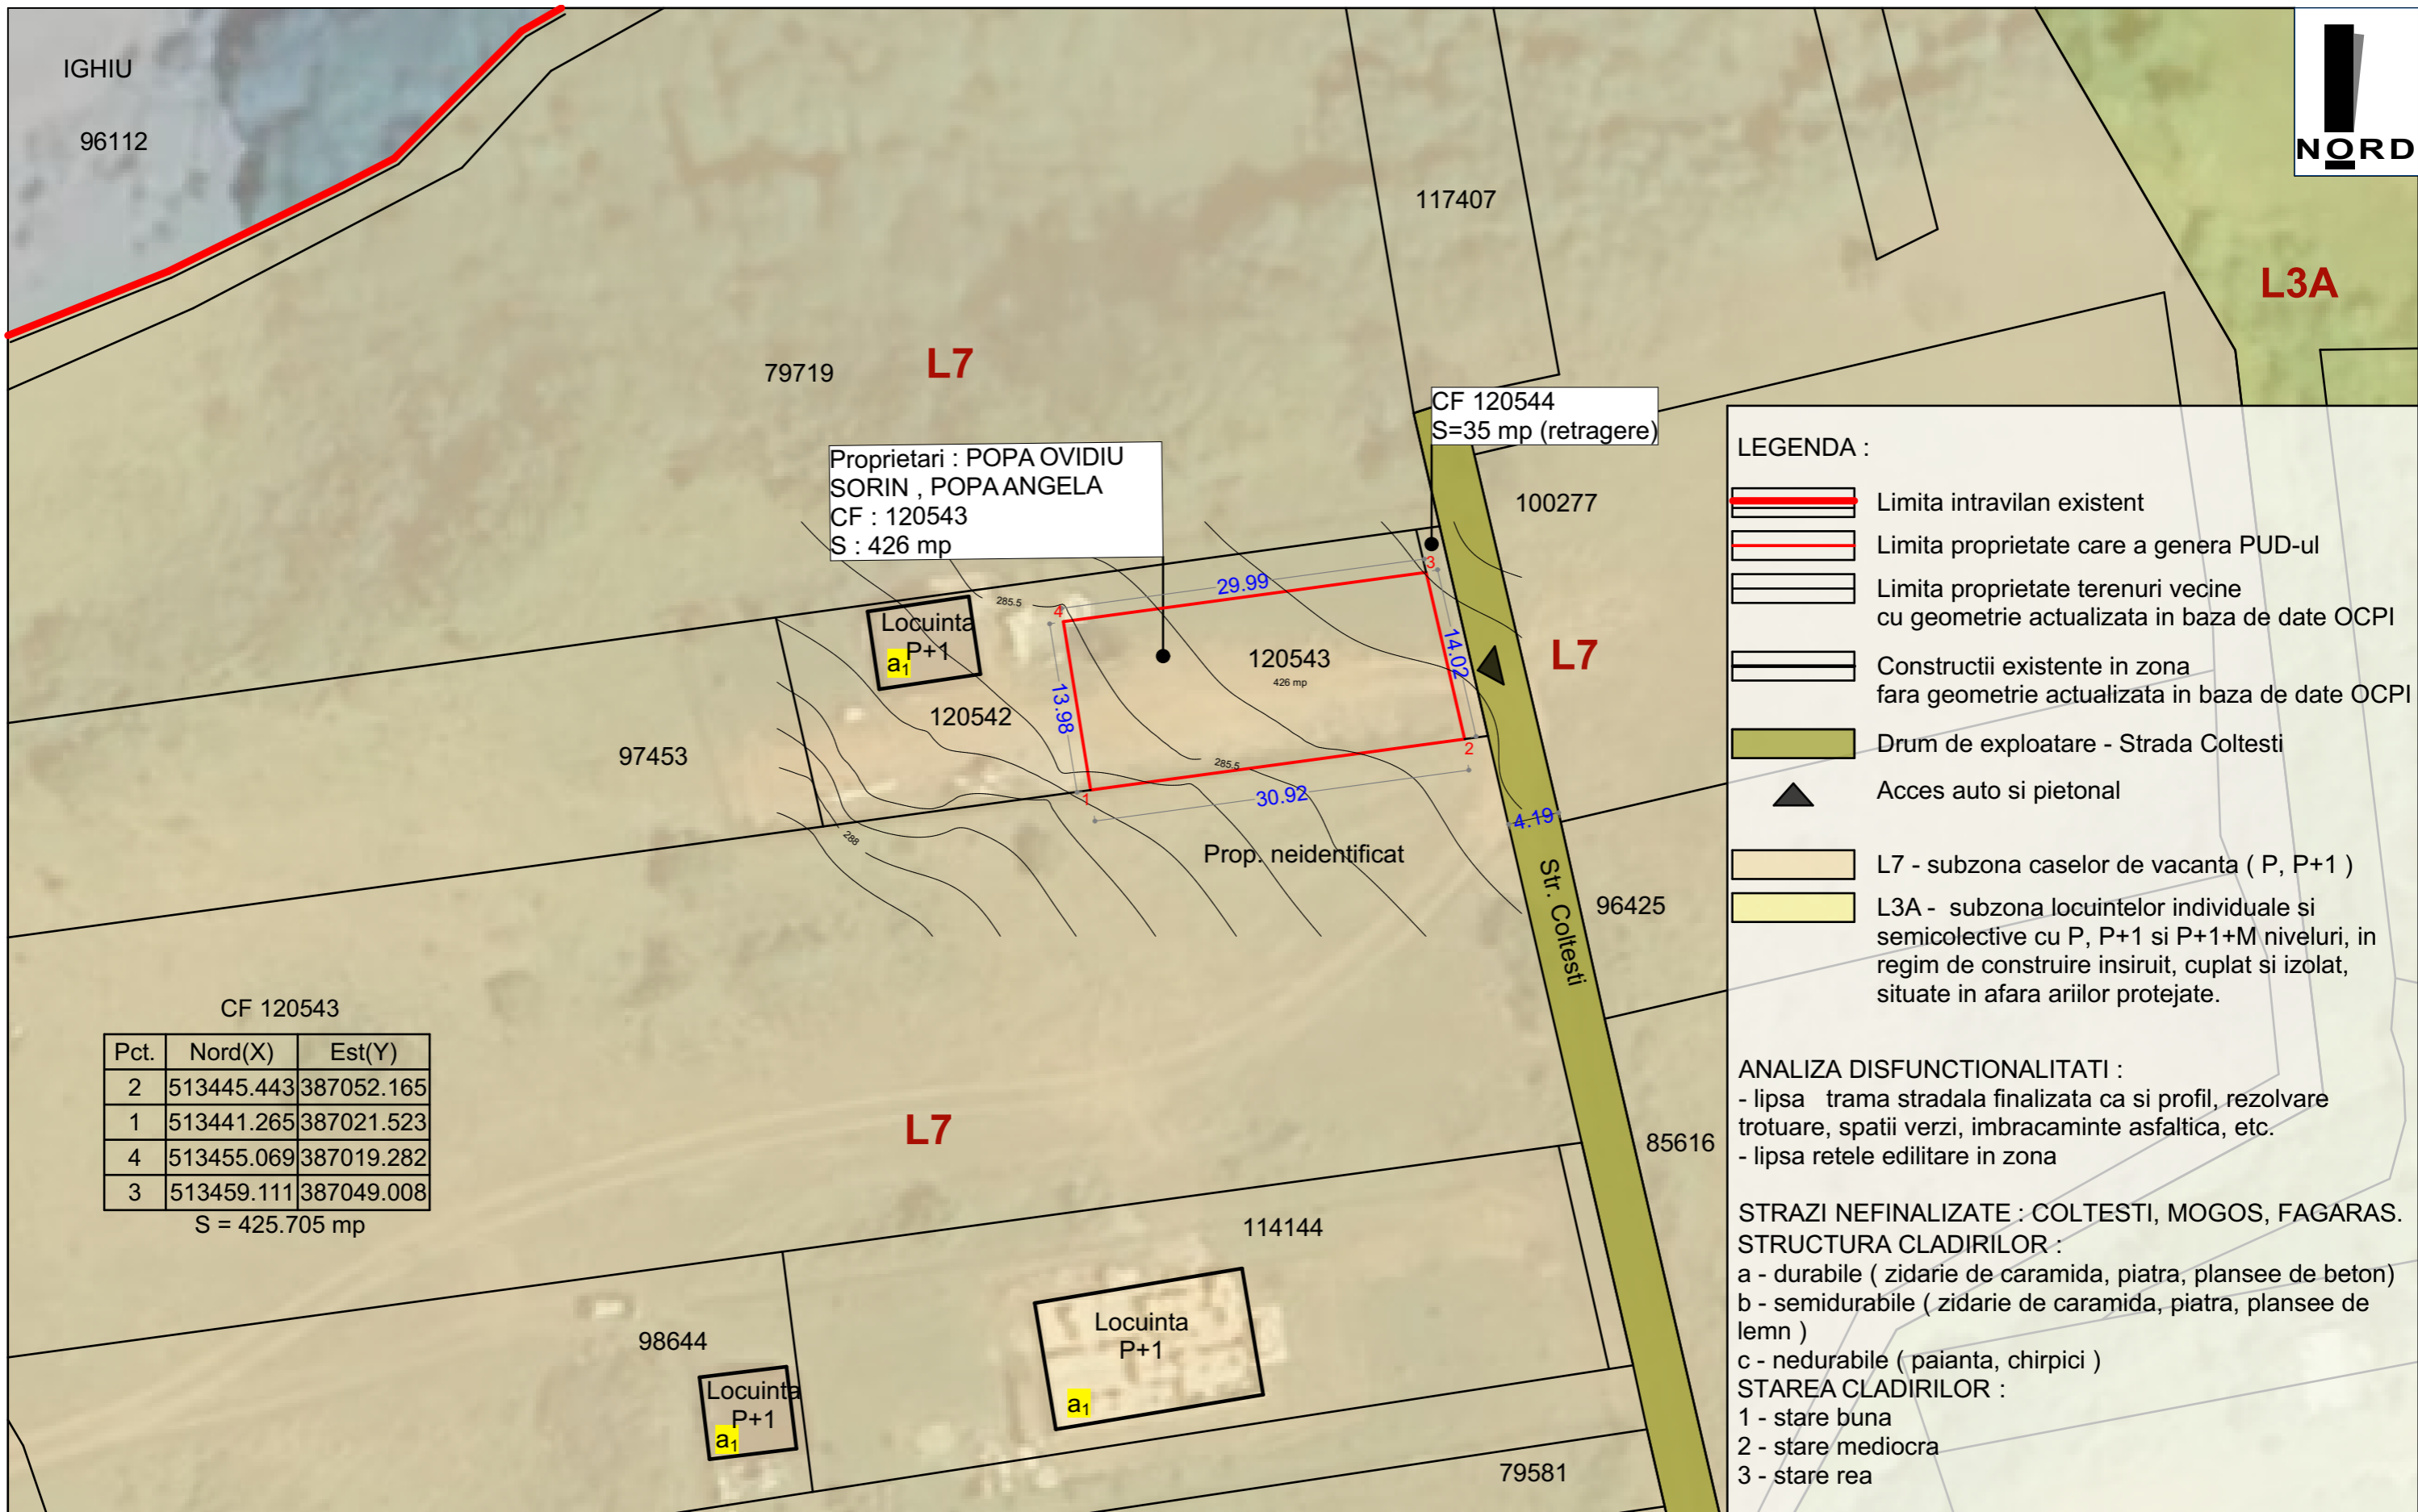 IGHIU
96112
NORD
117407
L3A
79719
L7
CF 120544
S=35 mp (retragere)
Proprietari : POPA OVIDIU
SORIN , POPA ANGELA
CF : 120543
S : 426 mp
100277
3
29.99
285.5
4
Locuinta
P+1
a1
120543
426 mp
14.02
L7
13.98
120542
97453
2
285.5
1
30.92
4.19
288
Prop. neidentificat
Str. Coltesti
96425
CF 120543
Pct. Nord(X) Est(Y)
2 513445.443 387052.165
1 513441.265 387021.523
4 513455.069 387019.282
3 513459.111 387049.008
S = 425.705 mp
L7
85616
114144
98644
Locuinta
P+1
a1
Locuinta
P+1
a1
79581
LEGENDA :
Limita intravilan existent
Limita proprietate care a genera PUD-ul
Limita proprietate terenuri vecine
cu geometrie actualizata in baza de date OCPI
Constructii existente in zona
fara geometrie actualizata in baza de date OCPI
Drum de exploatare - Strada Coltesti
Acces auto si pietonal
L7 - subzona caselor de vacanta ( P, P+1 )
L3A - subzona locuintelor individuale si
semicolective cu P, P+1 si P+1+M niveluri, in
regim de construire insiruit, cuplat si izolat,
situate in afara ariilor protejate.
ANALIZA DISFUNCTIONALITATI :
- lipsa trama stradala finalizata ca si profil, rezolvare
trotuare, spatii verzi, imbracaminte asfaltica, etc.
- lipsa retele edilitare in zona
STRAZI NEFINALIZATE : COLTESTI, MOGOS, FAGARAS.
STRUCTURA CLADIRILOR :
a - durabile ( zidarie de caramida, piatra, plansee de beton)
b - semidurabile ( zidarie de caramida, piatra, plansee de
lemn )
c - nedurabile ( paianta, chirpici )
STAREA CLADIRILOR :
1 - stare buna
2 - stare mediocra
3 - stare rea